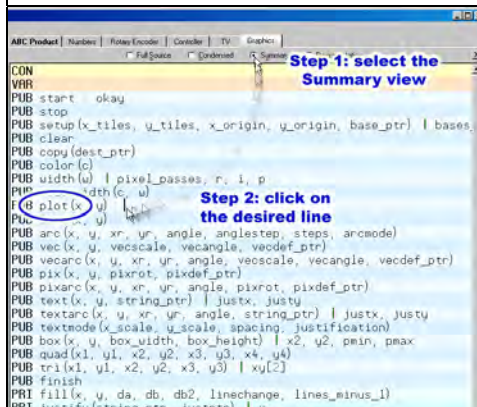 ABC Product Numbers Rotary Encoder Controller TV Graphics
Full Source Condensed Summary
Step 1: select the
Summary view
CON
VAR
PUB start okay
PUB stop
PUB setup(x_tiles, y_tiles, x_origin, y_origin, base_ptr) | bases
PUB clear
PUB copy(dest_ptr)
PUB color(c)
PUB width(w) | pixel_passes, r, i, p
dth(c, w)
Step 2: click on
the desired line
plot(x, y)
y)
PUB arc(x, y, xr, yr, angle, anglestep, steps, arcmode)
PUB vec(x, y, vecscale, vecangle, vecdef_ptr)
PUB vecarc(x, y, xr, yr, angle, vecscale, vecangle, vecdef_ptr)
PUB pix(x, y, pixrot, pixdef_ptr)
PUB pixarc(x, y, xr, yr, angle, pixrot, pixdef_ptr)
PUB text(x, y, string_ptr) | justx, justy
PUB textarc(x, y, xr, yr, angle, string_ptr) | justx, justy
PUB textmode(x_scale, y_scale, spacing, justification)
PUB box(x, y, box_width, box_height) | x2, y2, pmin, pmax
PUB quad(x1, y1, x2, y2, x3, y3, x4, y4)
PUB tri(x1, y1, x2, y2, x3, y3) | xy[2]
PUB finish
PRI fill(x, y, da, db, db2, linechange, lines_minus_1)